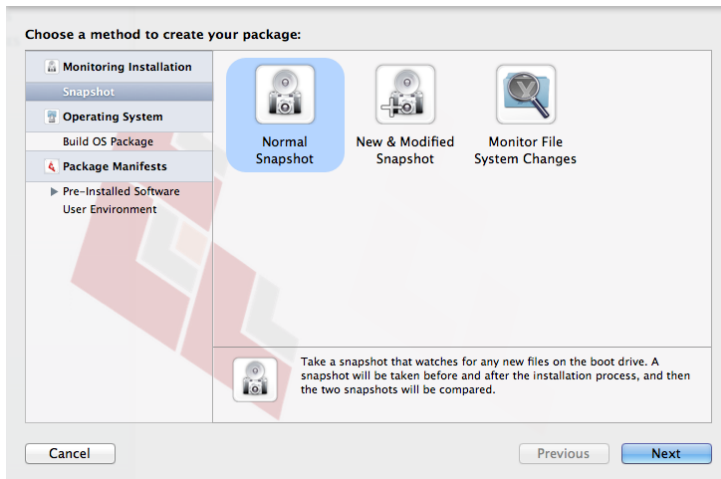 Choose a method to create your package:
Monitoring Installation
Snapshot
Operating System
Build OS Package
Package Manifests
Pre-Installed Software
User Environment
Normal
Snapshot
New & Modified
Snapshot
Monitor File
System Changes
Take a snapshot that watches for any new files on the boot drive. A
snapshot will be taken before and after the installation process, and then
the two snapshots will be compared.
Cancel
Previous
Next